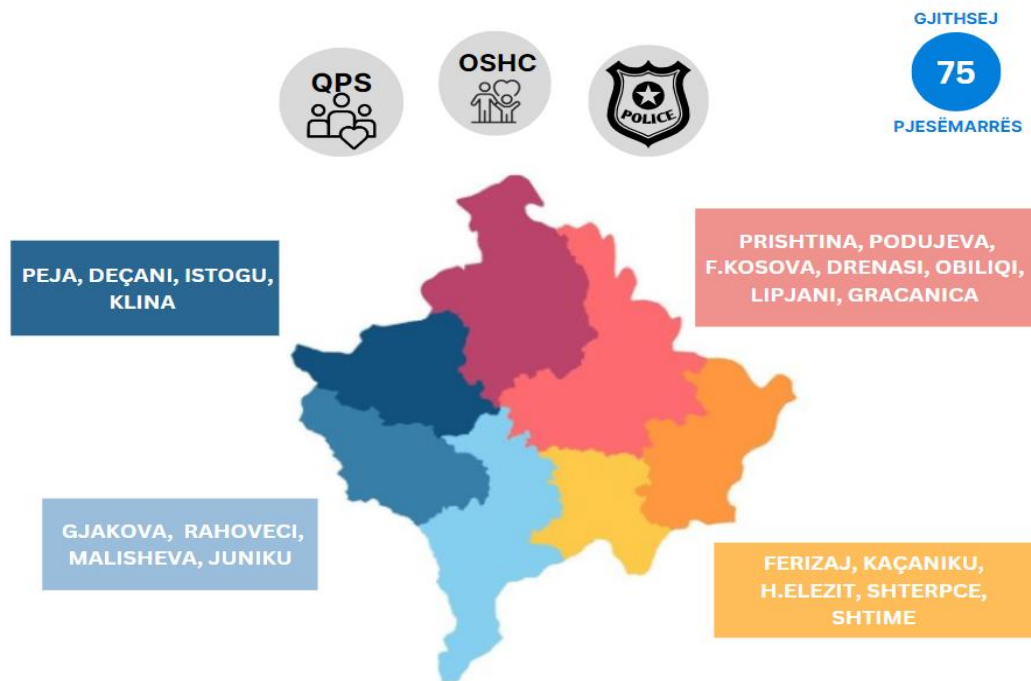 GJITHSEJ
75
PJESËMARRËS
QPS
OSHC
POLICE
PEJA, DEÇANI, ISTOGU,
KLINA
PRISHTINA, PODUJEVA,
F.KOSOVA, DRENASI, OBILIQI,
LIPJANI, GRACANICA
GJAKOVA, RAHOVECI,
MALISHEVA, JUNIKU
FERIZAJ, KAÇANIKU,
H.ELEZIT, SHTERPCE,
SHTIME